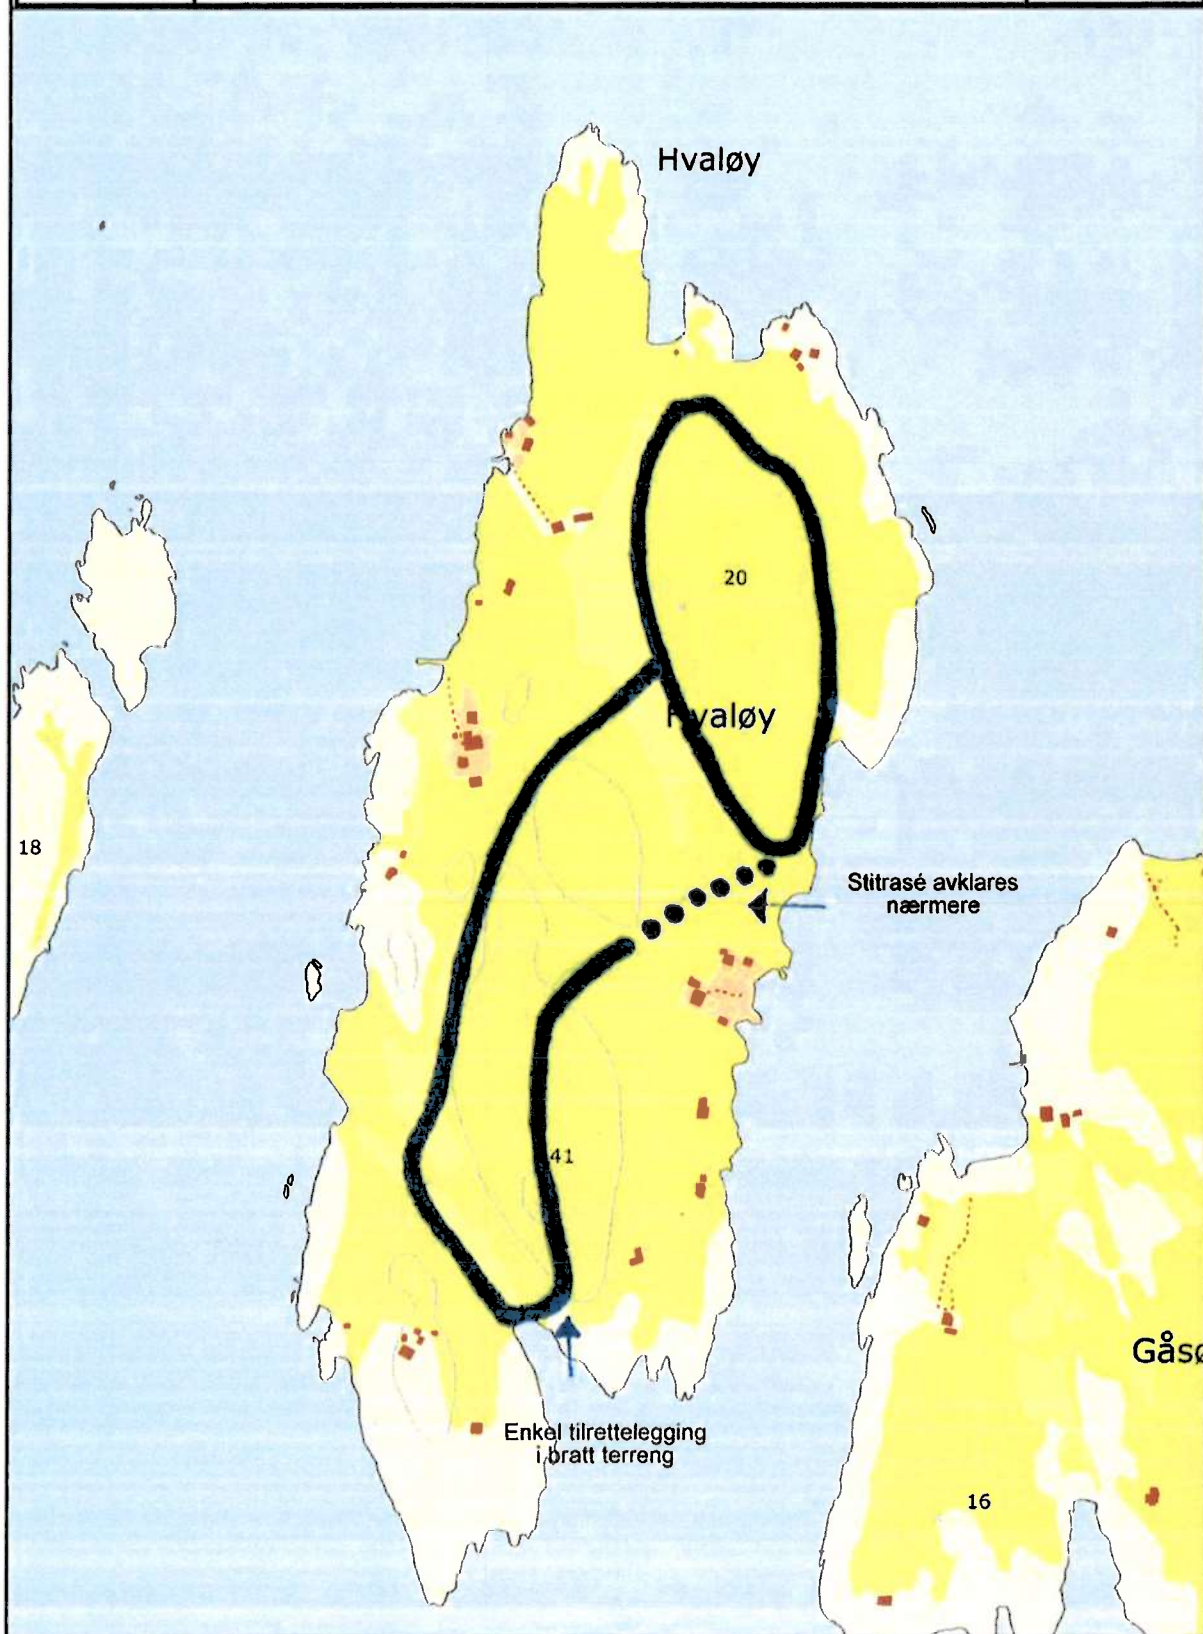 Hvaløy
20
Hvaløy
18
Stitrasé avklares
nærmere
41
Gåsø
Enkel tilrettelegging
i bratt terreng
16